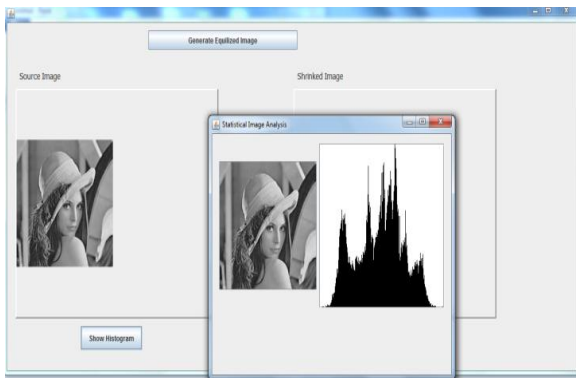 Generate Equilized Image
Source Image
Shrinked Image
Statistical Image Analysis
Show Histogram